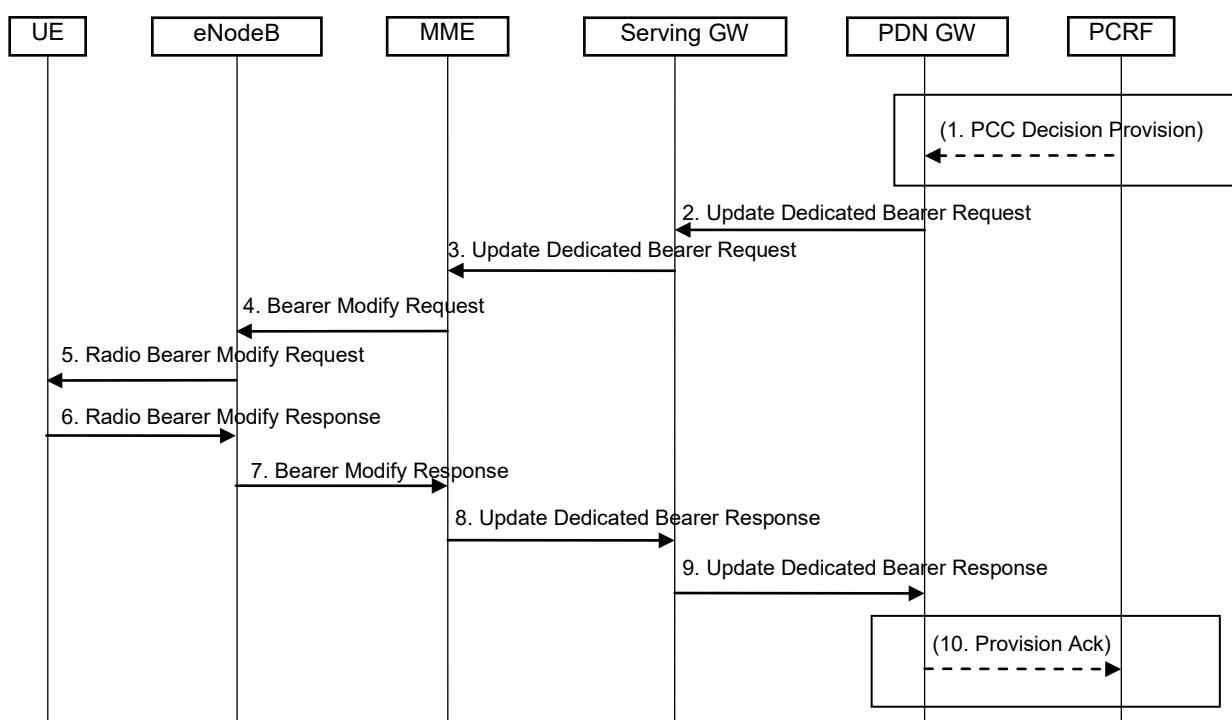 UE
eNodeB
MME
Serving GW
PDN GW
PCRF
(1. PCC Decision Provision)
2. Update Dedicated Bearer Request
3. Update Dedicated Bearer Request
4. Bearer Modify Request
5. Radio Bearer Modify Request
6. Radio Bearer Modify Response
7. Bearer Modify Response
8. Update Dedicated Bearer Response
9. Update Dedicated Bearer Response
(10. Provision Ack)